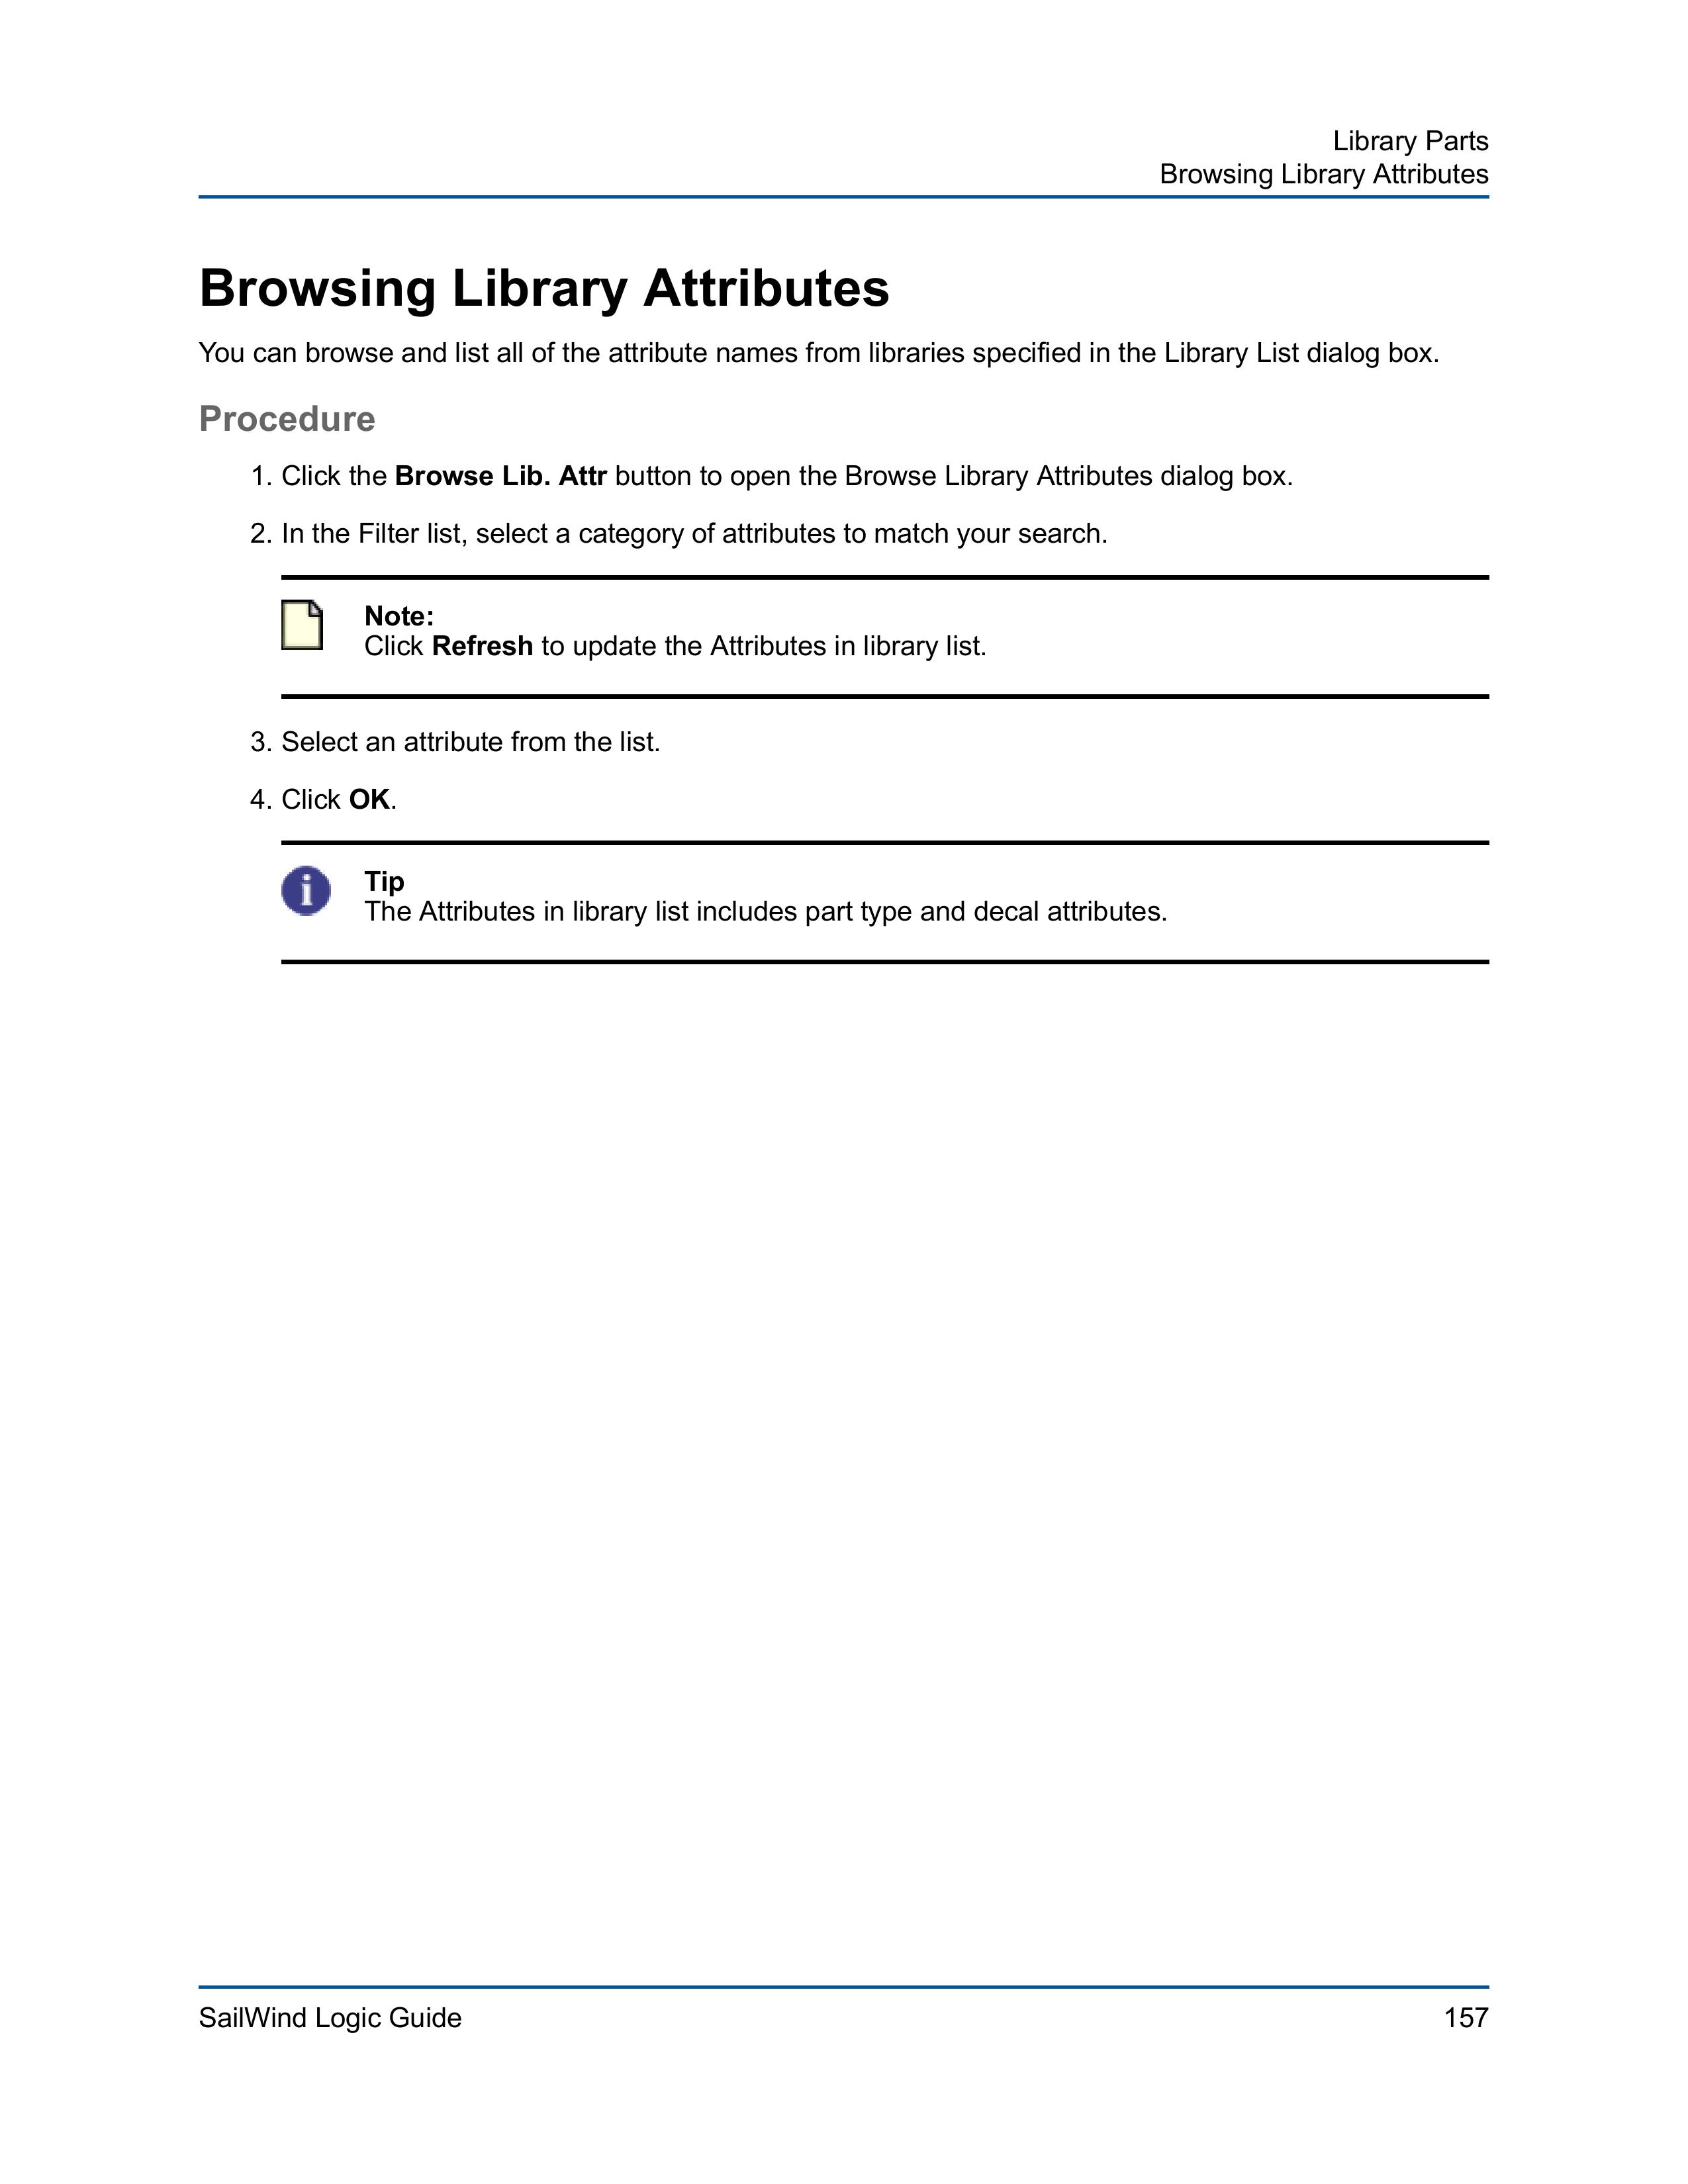 Library Parts
Browsing Library Attributes
Browsing Library Attributes
You can browse and list all of the attribute names from libraries specified in the Library List dialog box.
Procedure
1. Click the Browse Lib. Attr button to open the Browse Library Attributes dialog box.
2. In the Filter list, select a category of attributes to match your search.
Note:
Click Refresh to update the Attributes in library list.
3. Select an attribute from the list.
4. Click OK.
Tip
The Attributes in library list includes part type and decal attributes.
SailWind Logic Guide 157